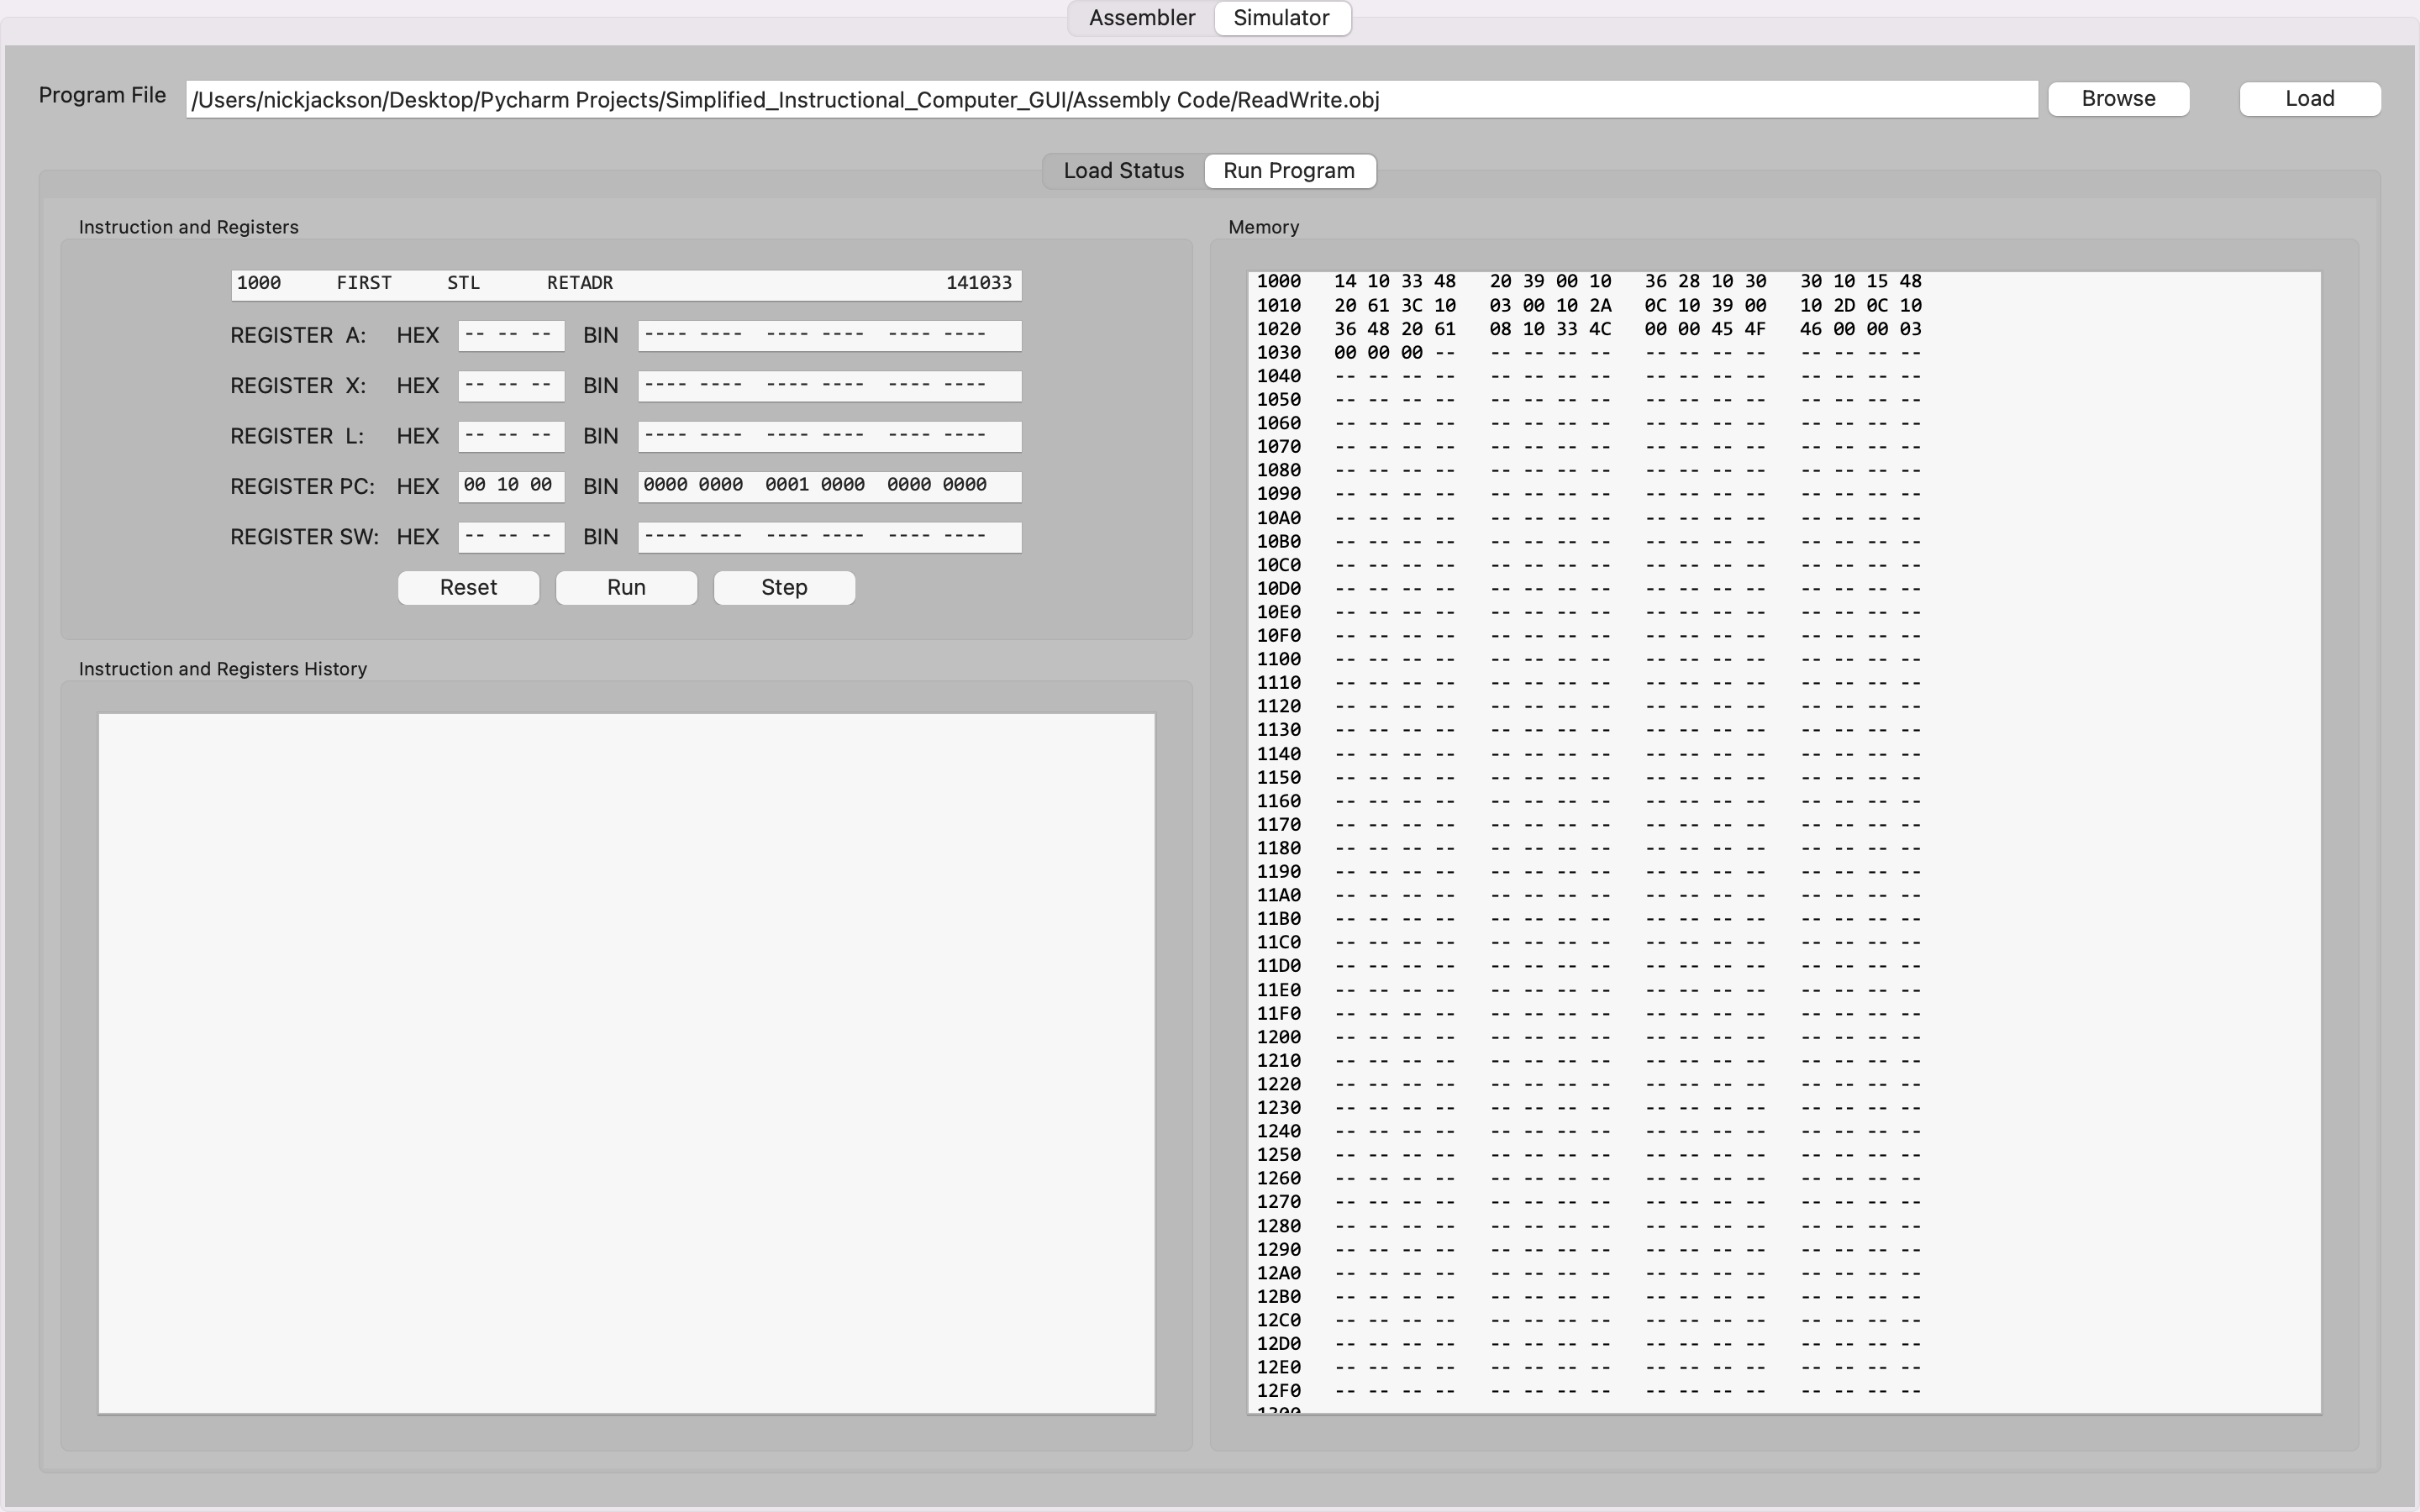 Assembler Simulator
Program File /Users/nickjackson/Desktop/Pycharm Projects/Simplified_Instructional_Computer_GUI/Assembly Code/ReadWrite.obj Browse Load
Load Status Run Program
Instruction and Registers
1000 FIRST STL RETADR 141033
REGISTER A: HEX -- -- -- BIN ---- ---- ---- ---- ---- ----
REGISTER X: HEX -- -- -- BIN ---- ---- ---- ---- ---- ----
REGISTER L: HEX -- -- -- BIN ---- ---- ---- ---- ---- ----
REGISTER PC: HEX 00 10 00 BIN 0000 0000 0001 0000 0000 0000
REGISTER SW: HEX -- -- -- BIN ---- ---- ---- ---- ---- ----
Reset Run Step
Instruction and Registers History
Memory
1000 14 10 33 48 20 39 00 10 36 28 10 30 30 10 15 48
1010 20 61 3C 10 03 00 10 2A 0C 10 39 00 10 2D 0C 10
1020 36 48 20 61 08 10 33 4C 00 00 45 4F 46 00 00 03
1030 00 00 00 -- -- -- -- -- -- -- -- -- -- -- -- --
1040 -- -- -- -- -- -- -- -- -- -- -- -- -- -- -- --
1050 -- -- -- -- -- -- -- -- -- -- -- -- -- -- -- --
1060 -- -- -- -- -- -- -- -- -- -- -- -- -- -- -- --
1070 -- -- -- -- -- -- -- -- -- -- -- -- -- -- -- --
1080 -- -- -- -- -- -- -- -- -- -- -- -- -- -- -- --
1090 -- -- -- -- -- -- -- -- -- -- -- -- -- -- -- --
10A0 -- -- -- -- -- -- -- -- -- -- -- -- -- -- -- --
10B0 -- -- -- -- -- -- -- -- -- -- -- -- -- -- -- --
10C0 -- -- -- -- -- -- -- -- -- -- -- -- -- -- -- --
10D0 -- -- -- -- -- -- -- -- -- -- -- -- -- -- -- --
10E0 -- -- -- -- -- -- -- -- -- -- -- -- -- -- -- --
10F0 -- -- -- -- -- -- -- -- -- -- -- -- -- -- -- --
1100 -- -- -- -- -- -- -- -- -- -- -- -- -- -- -- --
1110 -- -- -- -- -- -- -- -- -- -- -- -- -- -- -- --
1120 -- -- -- -- -- -- -- -- -- -- -- -- -- -- -- --
1130 -- -- -- -- -- -- -- -- -- -- -- -- -- -- -- --
1140 -- -- -- -- -- -- -- -- -- -- -- -- -- -- -- --
1150 -- -- -- -- -- -- -- -- -- -- -- -- -- -- -- --
1160 -- -- -- -- -- -- -- -- -- -- -- -- -- -- -- --
1170 -- -- -- -- -- -- -- -- -- -- -- -- -- -- -- --
1180 -- -- -- -- -- -- -- -- -- -- -- -- -- -- -- --
1190 -- -- -- -- -- -- -- -- -- -- -- -- -- -- -- --
11A0 -- -- -- -- -- -- -- -- -- -- -- -- -- -- -- --
11B0 -- -- -- -- -- -- -- -- -- -- -- -- -- -- -- --
11C0 -- -- -- -- -- -- -- -- -- -- -- -- -- -- -- --
11D0 -- -- -- -- -- -- -- -- -- -- -- -- -- -- -- --
11E0 -- -- -- -- -- -- -- -- -- -- -- -- -- -- -- --
11F0 -- -- -- -- -- -- -- -- -- -- -- -- -- -- -- --
1200 -- -- -- -- -- -- -- -- -- -- -- -- -- -- -- --
1210 -- -- -- -- -- -- -- -- -- -- -- -- -- -- -- --
1220 -- -- -- -- -- -- -- -- -- -- -- -- -- -- -- --
1230 -- -- -- -- -- -- -- -- -- -- -- -- -- -- -- --
1240 -- -- -- -- -- -- -- -- -- -- -- -- -- -- -- --
1250 -- -- -- -- -- -- -- -- -- -- -- -- -- -- -- --
1260 -- -- -- -- -- -- -- -- -- -- -- -- -- -- -- --
1270 -- -- -- -- -- -- -- -- -- -- -- -- -- -- -- --
1280 -- -- -- -- -- -- -- -- -- -- -- -- -- -- -- --
1290 -- -- -- -- -- -- -- -- -- -- -- -- -- -- -- --
12A0 -- -- -- -- -- -- -- -- -- -- -- -- -- -- -- --
12B0 -- -- -- -- -- -- -- -- -- -- -- -- -- -- -- --
12C0 -- -- -- -- -- -- -- -- -- -- -- -- -- -- -- --
12D0 -- -- -- -- -- -- -- -- -- -- -- -- -- -- -- --
12E0 -- -- -- -- -- -- -- -- -- -- -- -- -- -- -- --
12F0 -- -- -- -- -- -- -- -- -- -- -- -- -- -- -- --